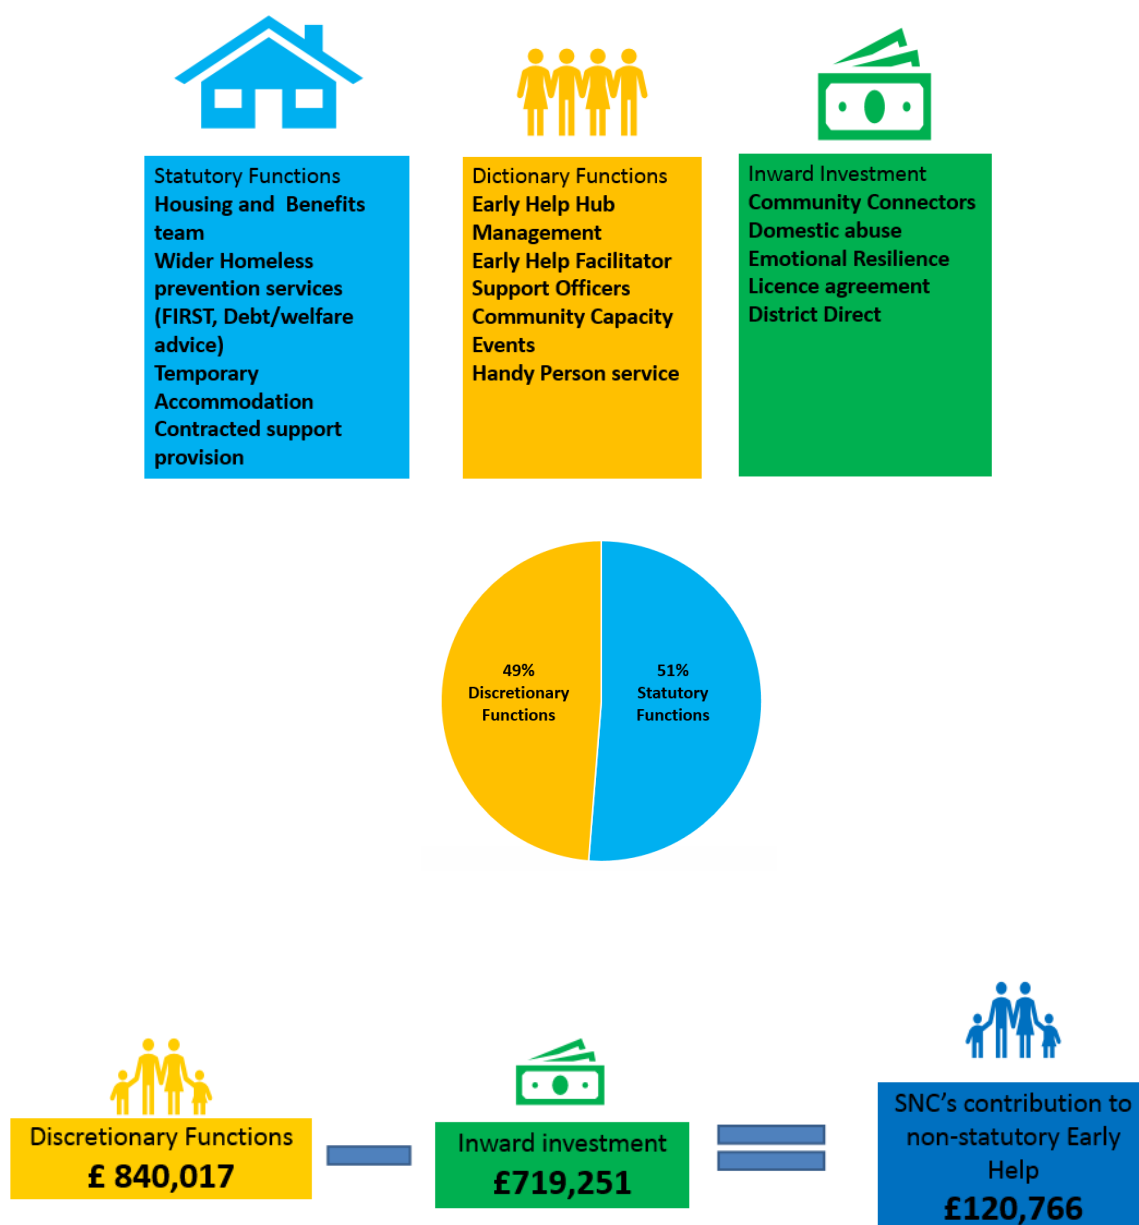 Statutory Functions
Housing and Benefits
team
Wider Homeless
prevention services
(FIRST, Debt/welfare
advice)
Temporary
Accommodation
Contracted support
provision
Dictionary Functions
Early Help Hub
Management
Early Help Facilitator
Support Officers
Community Capacity
Events
Handy Person service
Inward Investment
Community Connectors
Domestic abuse
Emotional Resilience
Licence agreement
District Direct
49%
Discretionary
Functions
51%
Statutory
Functions
Discretionary Functions
£ 840,017
Inward investment
£719,251
SNC's contribution to
non-statutory Early
Help
£120,766